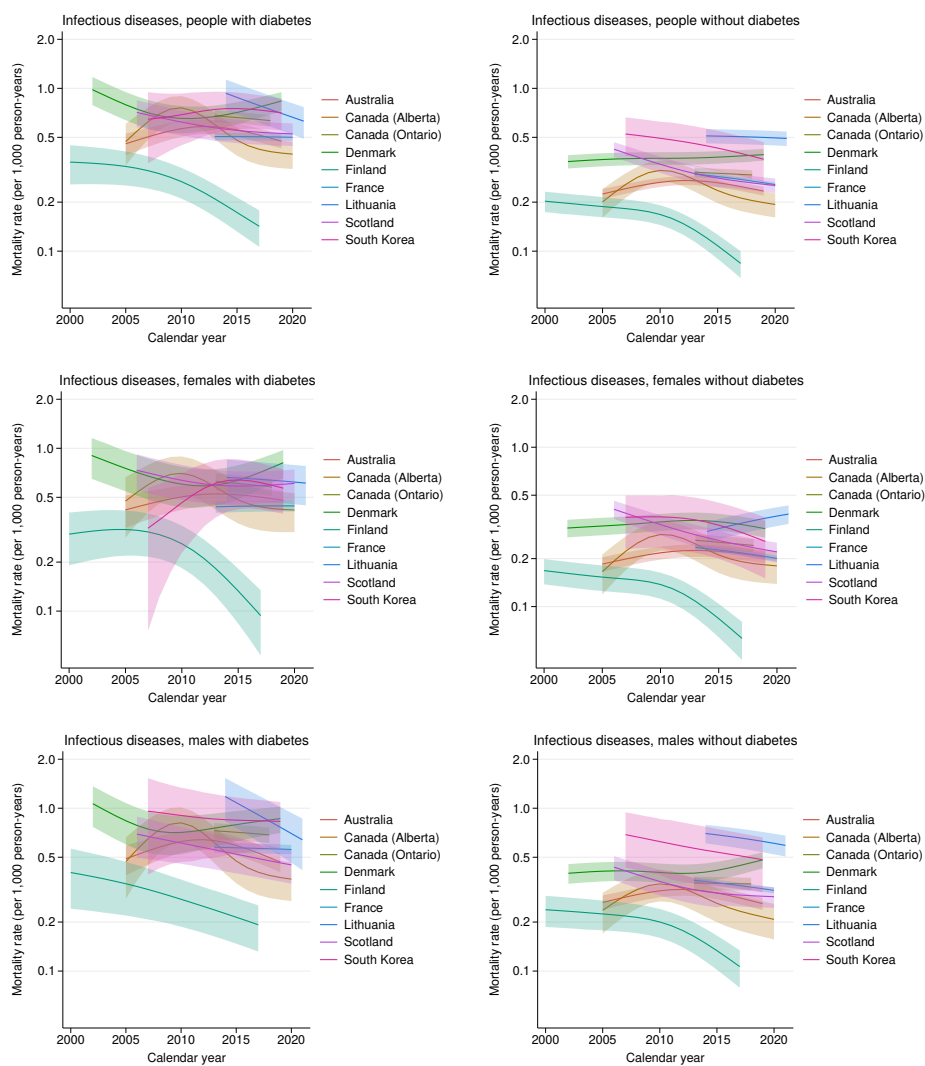 Infectious diseases, people with diabetes
Mortality rate (per 1,000 person-years)
2.0
1.0
0.5
0.2
0.1
2000 2005 2010 2015 2020
Calendar year
Australia
Canada (Alberta)
Canada (Ontario)
Denmark
Finland
France
Lithuania
Scotland
South Korea
Infectious diseases, people without diabetes
Mortality rate (per 1,000 person-years)
2.0
1.0
0.5
0.2
0.1
2000 2005 2010 2015 2020
Calendar year
Australia
Canada (Alberta)
Canada (Ontario)
Denmark
Finland
France
Lithuania
Scotland
South Korea
Infectious diseases, females with diabetes
Mortality rate (per 1,000 person-years)
2.0
1.0
0.5
0.2
0.1
2000 2005 2010 2015 2020
Calendar year
Australia
Canada (Alberta)
Canada (Ontario)
Denmark
Finland
France
Lithuania
Scotland
South Korea
Infectious diseases, females without diabetes
Mortality rate (per 1,000 person-years)
2.0
1.0
0.5
0.2
0.1
2000 2005 2010 2015 2020
Calendar year
Australia
Canada (Alberta)
Canada (Ontario)
Denmark
Finland
France
Lithuania
Scotland
South Korea
Infectious diseases, males with diabetes
Mortality rate (per 1,000 person-years)
2.0
1.0
0.5
0.2
0.1
2000 2005 2010 2015 2020
Calendar year
Australia
Canada (Alberta)
Canada (Ontario)
Denmark
Finland
France
Lithuania
Scotland
South Korea
Infectious diseases, males without diabetes
Mortality rate (per 1,000 person-years)
2.0
1.0
0.5
0.2
0.1
2000 2005 2010 2015 2020
Calendar year
Australia
Canada (Alberta)
Canada (Ontario)
Denmark
Finland
France
Lithuania
Scotland
South Korea